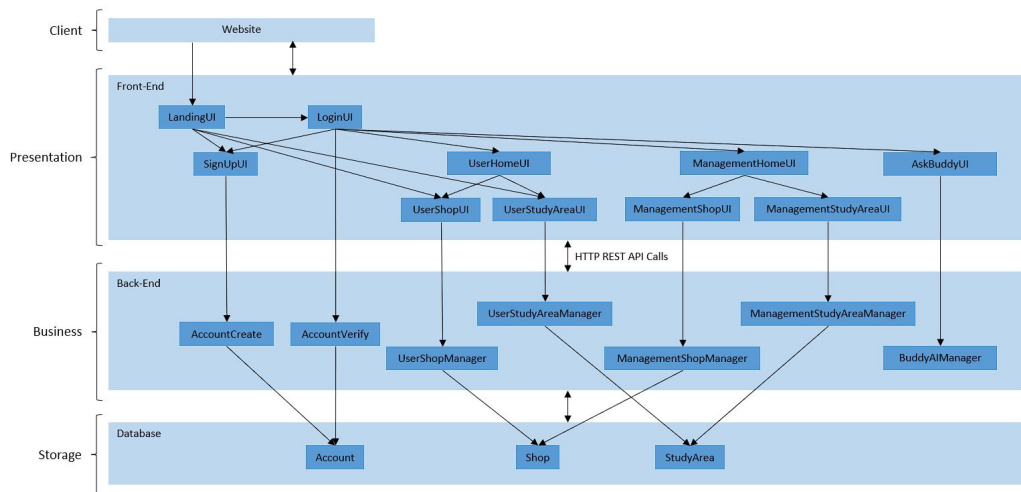 Client
Website
Front-End
LandingUI
LoginUI
Presentation
SignUpUI
UserHomeUI
ManagementHomeUI
AskBuddyUI
UserShopUI
UserStudyAreaUI
ManagementShopUI
ManagementStudyAreaUI
HTTP REST API Calls
Back-End
UserStudyAreaManager
ManagementStudyAreaManager
Business
AccountCreate
AccountVerify
UserShopManager
ManagementShopManager
BuddyAIManager
Database
Storage
Account
Shop
StudyArea